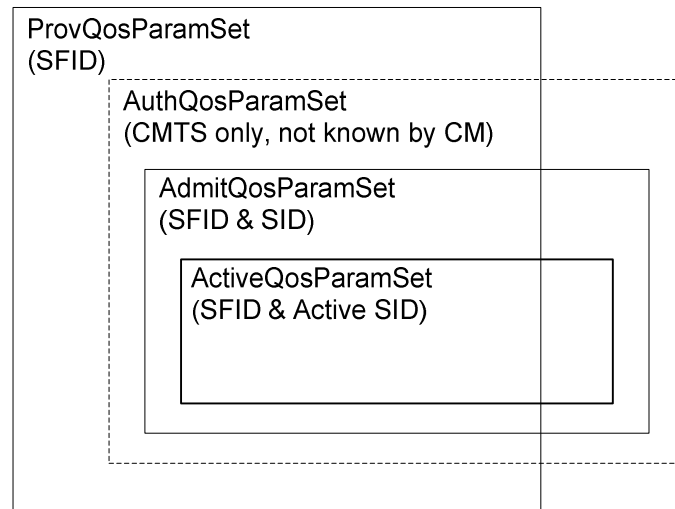 ProvQosParamSet
(SFID)
AuthQosParamSet
(CMTS only, not known by CM)
AdmitQosParamSet
(SFID & SID)
ActiveQosParamSet
(SFID & Active SID)